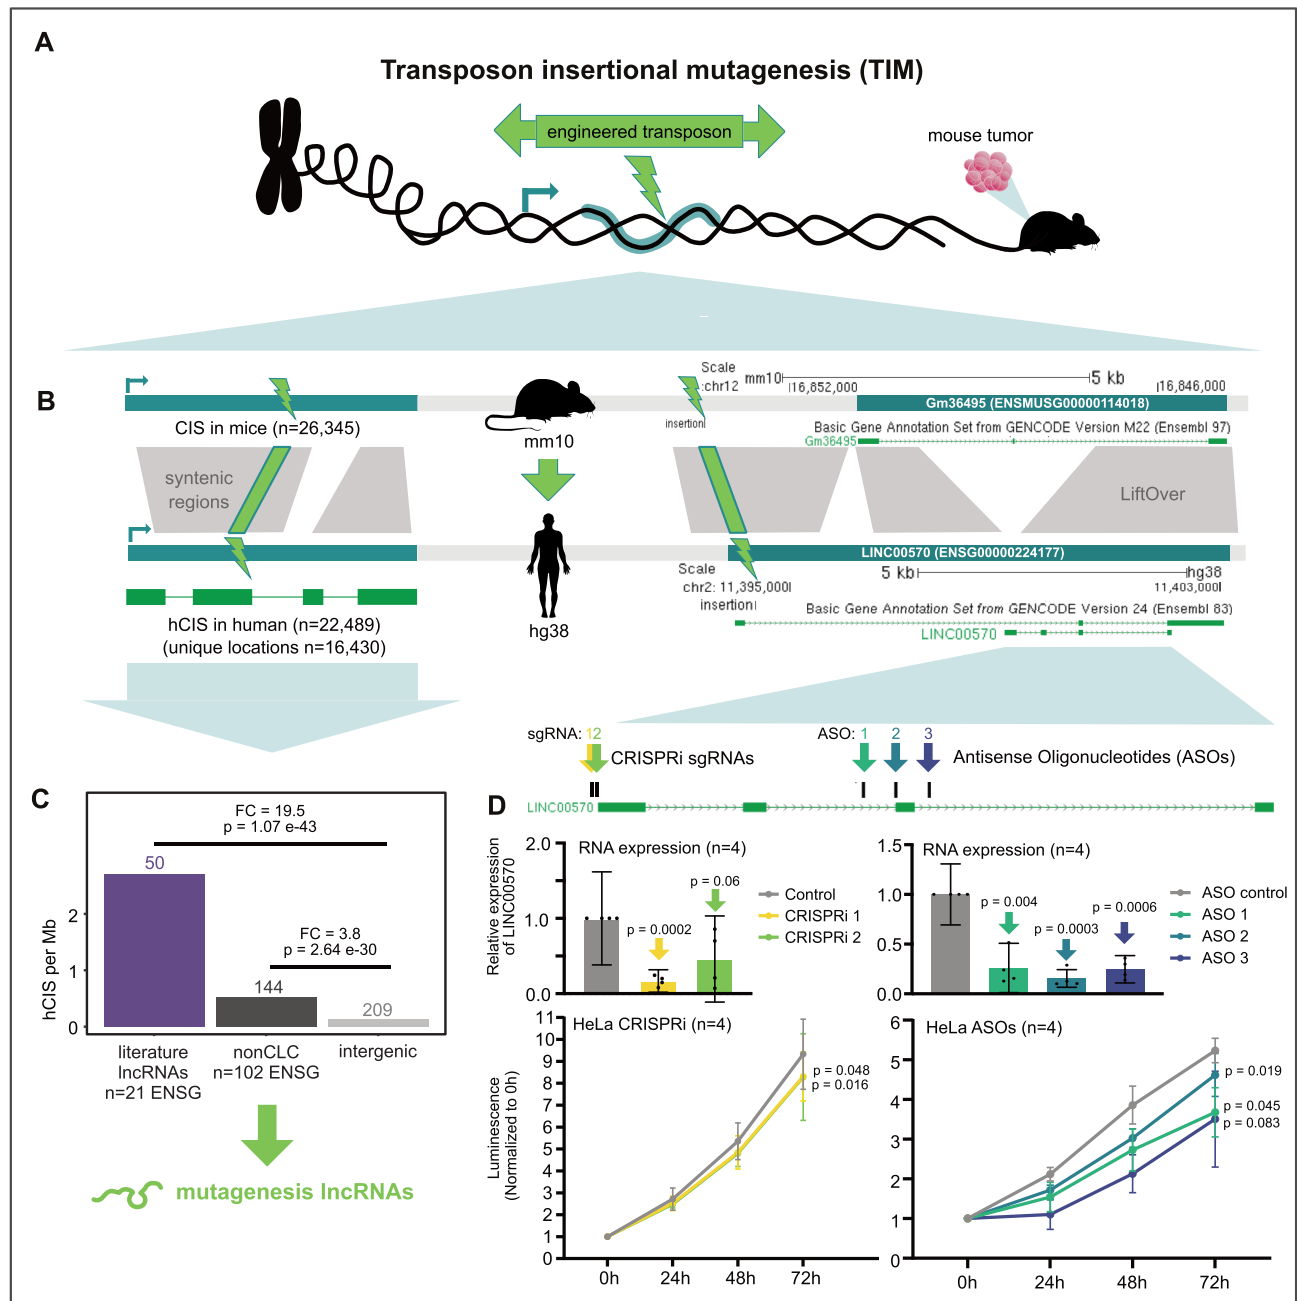 A
Transposon insertional mutagenesis (TIM)
engineered transposon
mouse tumor
B
CIS in mice (n=26,345)
syntenic
regions
hCIS in human (n=22,489)
(unique locations n=16,430)
mm10
hg38
Scale
chr12
mm10
5 kb
16,852,000
16,846,000
insertion
Gm36495 (ENSMUSG00000114018)
Basic Gene Annotation Set from GENCODE Version M22 (Ensembl 97)
Gm36495
LiftOver
LINC00570 (ENSG00000224177)
Scale
5 kb
hg38
chr2: 11,395,000
11,403,000
insertion
Basic Gene Annotation Set from GENCODE Version 24 (Ensembl 83)
LINC00570
sgRNA: 12
CRISPRi sgRNAs
ASO: 1 2 3
Antisense Oligonucleotides (ASOs)
LINC00570
C
FC = 19.5
p = 1.07 e-43
50
FC = 3.8
p = 2.64 e-30
144
209
hCIS per Mb
2
1
0
literature
lncRNAs
n=21 ENSG
nonCLC
n=102 ENSG
intergenic
mutagenesis lncRNAs
D
RNA expression (n=4)
Relative expression
of LINC00570
2.0
1.0
0.0
p = 0.0002
p = 0.06
Control
CRISPRi 1
CRISPRi 2
RNA expression (n=4)
1.5
1.0
0.5
0.0
p = 0.004
p = 0.0003
p = 0.0006
ASO control
ASO 1
ASO 2
ASO 3
HeLa CRISPRi (n=4)
Luminescence
(Normalized to 0h)
11
10
9
8
7
6
5
4
3
2
1
0
p = 0.048
p = 0.016
0h 24h 48h 72h
HeLa ASOs (n=4)
6
5
4
3
2
1
0
p = 0.019
p = 0.045
p = 0.083
0h 24h 48h 72h